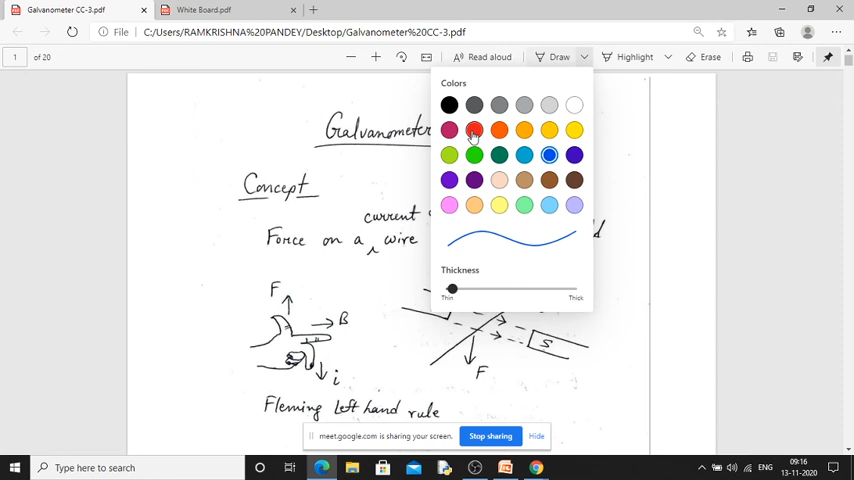 Galvanometer CC-3.pdf
White Board.pdf
File | C:/Users/RAMKRISHNA%20PANDEY/Desktop/Galvanometer%20CC-3.pdf
1 of 20
Read aloud
Draw
Highlight
Erase
Colors
Thickness
Thin
Thick
Galvanometer
Concept
current
Force on a wire
F
B
i
S
F
Fleming left hand rule
meet.google.com is sharing your screen.
Stop sharing
Hide
Type here to search
ENG
09:16
13-11-2020